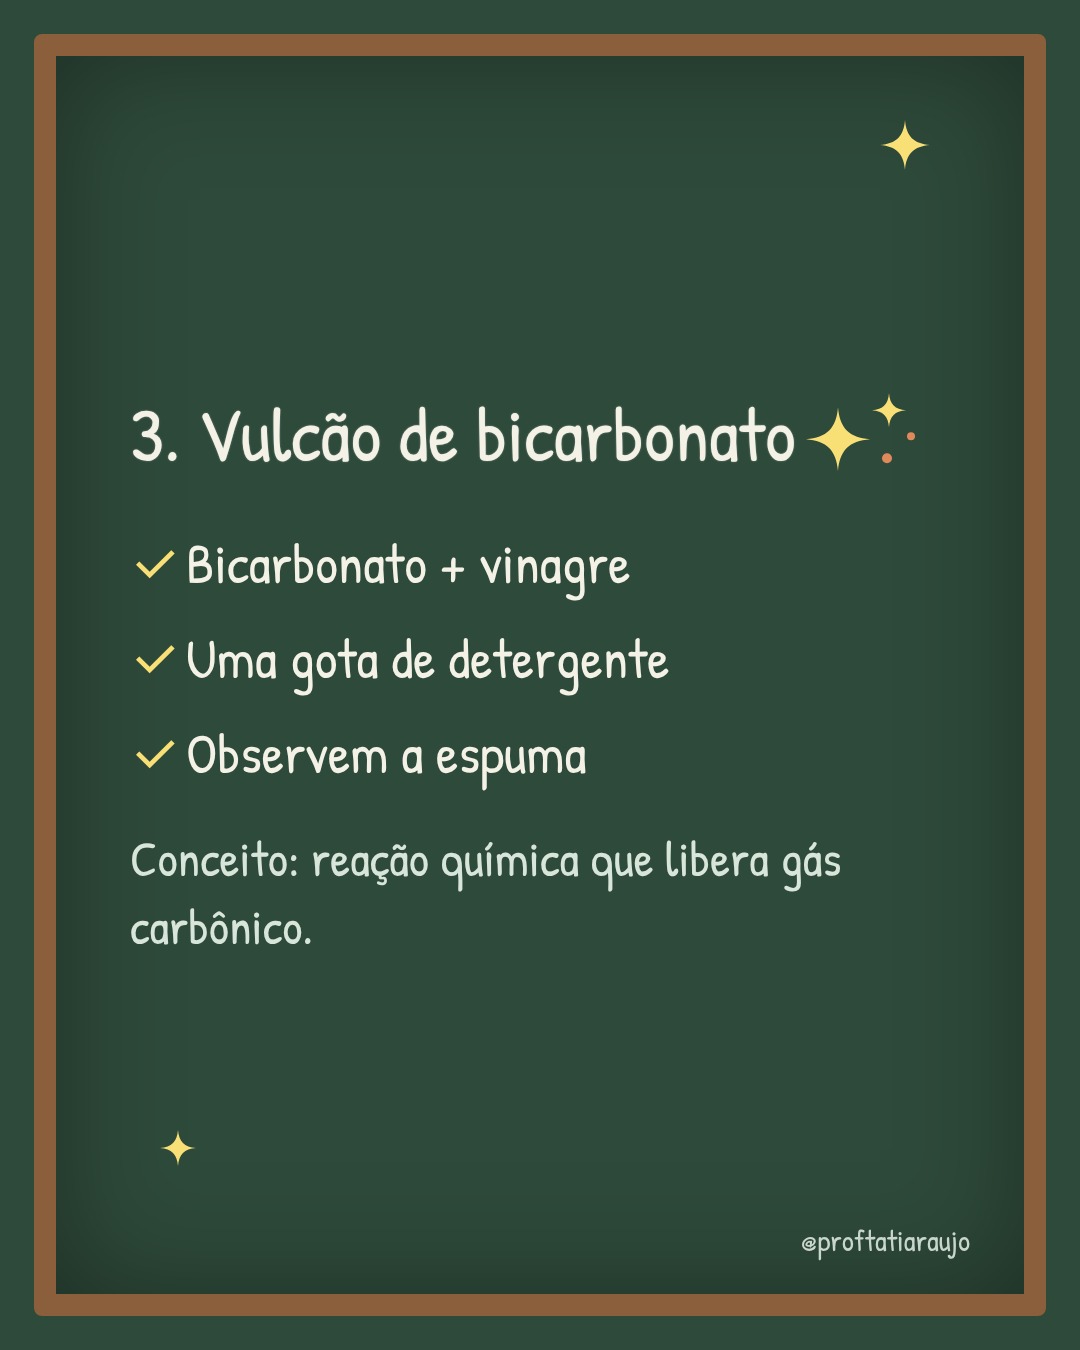 3. Vulcão de bicarbonato
Bicarbonato + vinagre
Uma gota de detergente
Observem a espuma
Conceito: reação química que libera gás
carbônico.
@proftatiaraujo